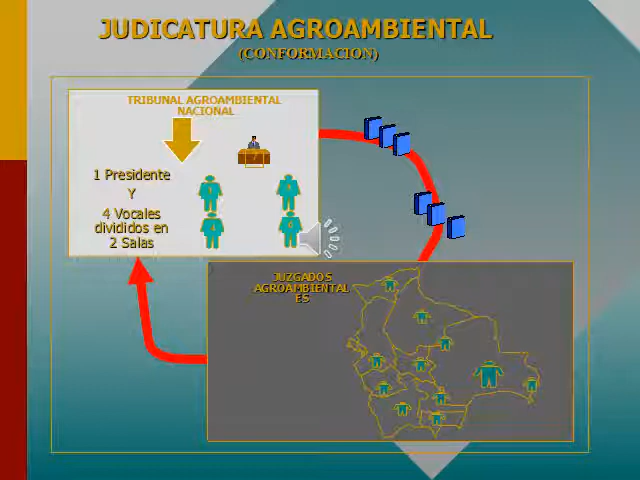 JUDICATURA AGROAMBIENTAL
(CONFORMACION)
TRIBUNAL AGROAMBIENTAL
NACIONAL
1 Presidente
Y
4 Vocales
divididos en
2 Salas
JUZGADOS
AGROAMBIENTAL
ES